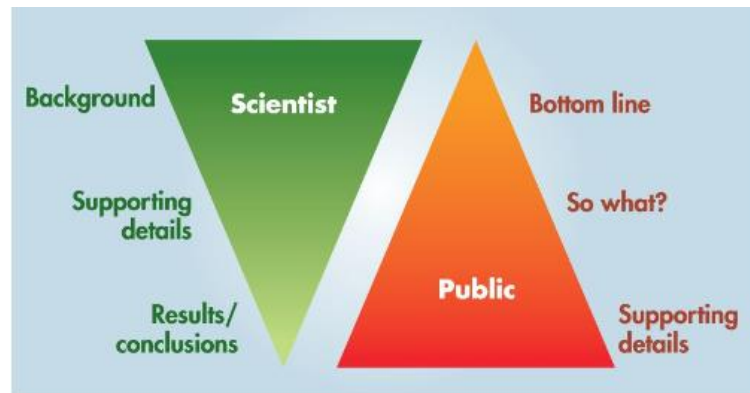 Background
Scientist
Supporting
details
Results/
conclusions
Bottom line
So what?
Public
Supporting
details